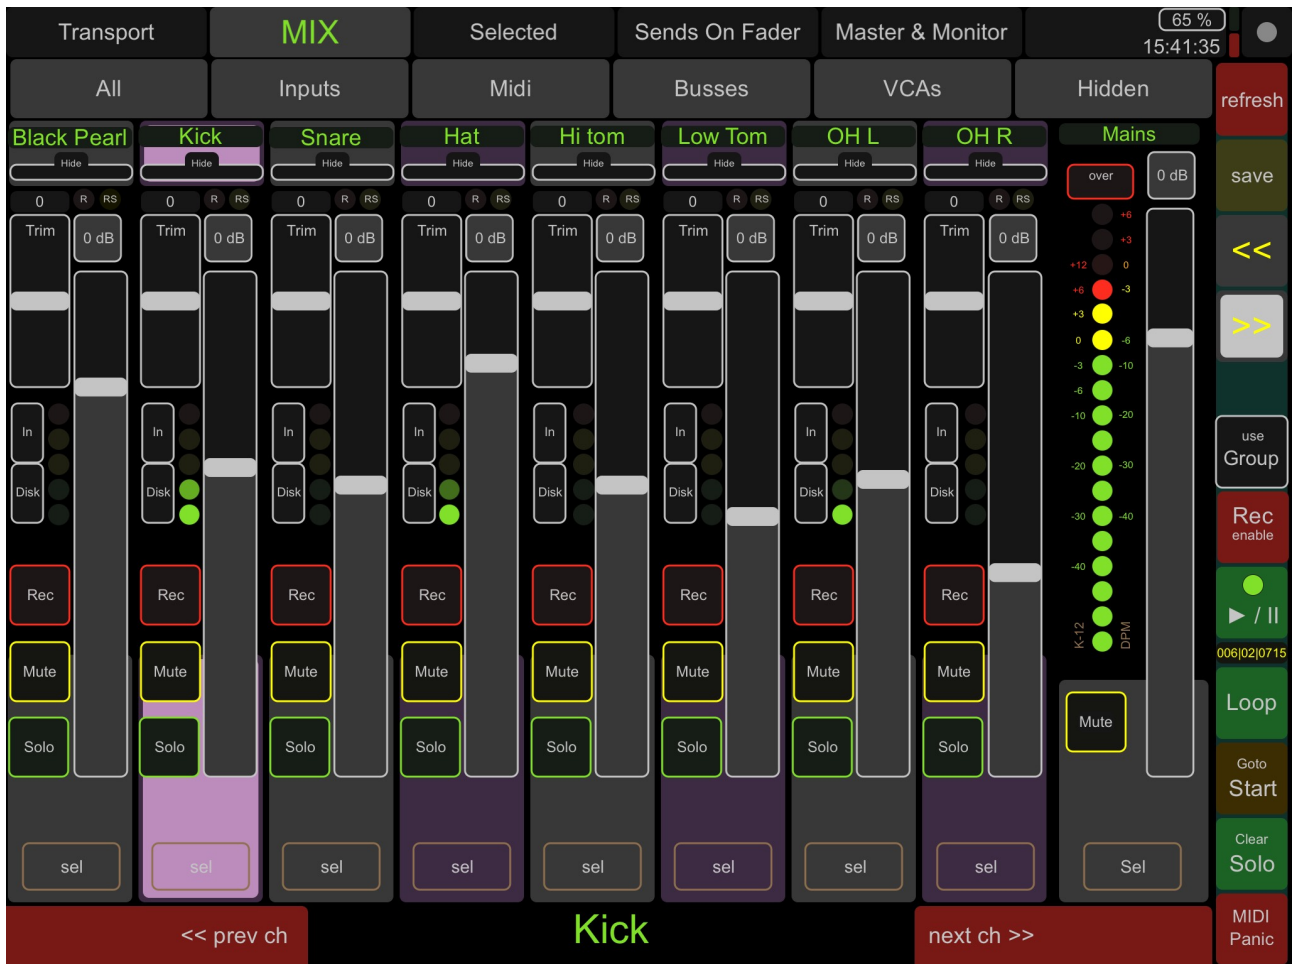 Transport MIX Selected Sends On Fader Master & Monitor 65 %
15:41:35
All Inputs Midi Busses VCAs Hidden refresh
Black Pearl Kick Snare Hat Hi tom Low Tom OH L OH R Mains
Hide Hide Hide Hide Hide Hide Hide Hide
over 0 dB save
0 R RS 0 R RS 0 R RS 0 R RS 0 R RS 0 R RS 0 R RS 0 R RS
Trim 0 dB Trim 0 dB Trim 0 dB Trim 0 dB Trim 0 dB Trim 0 dB Trim 0 dB Trim 0 dB
+6
+3
<<
+12 0
+6 -3
+3
>>
0 -6
-3 -10
-6
-10 -20
In In In In In In In In
use
Group
-20 -30
Disk Disk Disk Disk Disk Disk Disk Disk
-30 -40
Rec
enable
-40
Rec Rec Rec Rec Rec Rec Rec Rec
▶ / II
K-12 DPM
006|02|0715
Mute Mute Mute Mute Mute Mute Mute Mute
Loop
Mute
Solo Solo Solo Solo Solo Solo Solo Solo
Goto
Start
Clear
Solo
sel sel sel sel sel sel sel sel Sel
<< prev ch Kick next ch >>
MIDI
Panic